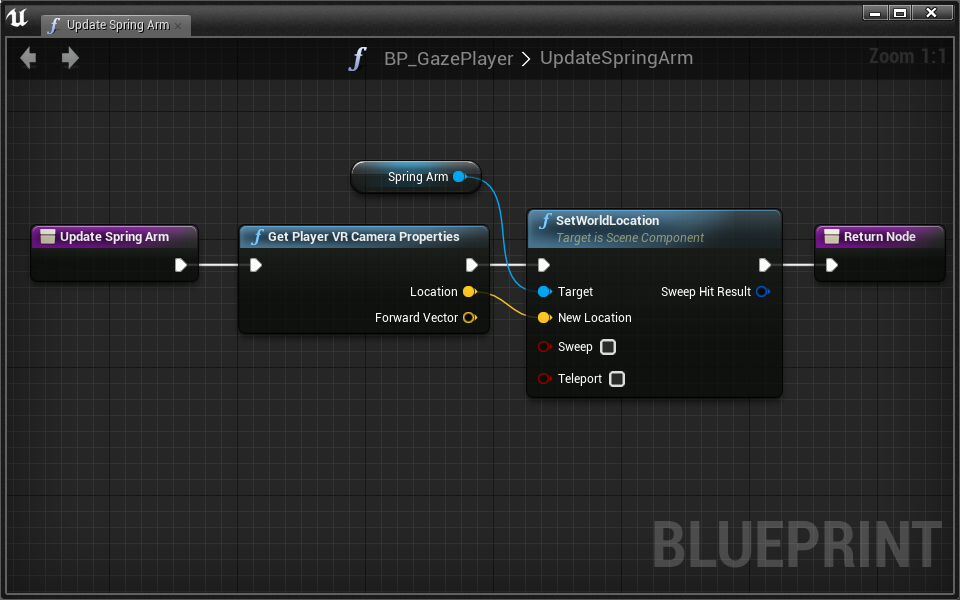 Update Spring Arm
BP_GazePlayer > UpdateSpringArm
Zoom 1:1
Spring Arm
Update Spring Arm
Get Player VR Camera Properties
Location
Forward Vector
SetWorldLocation
Target is Scene Component
Target
Sweep Hit Result
New Location
Sweep
Teleport
Return Node
BLUEPRINT